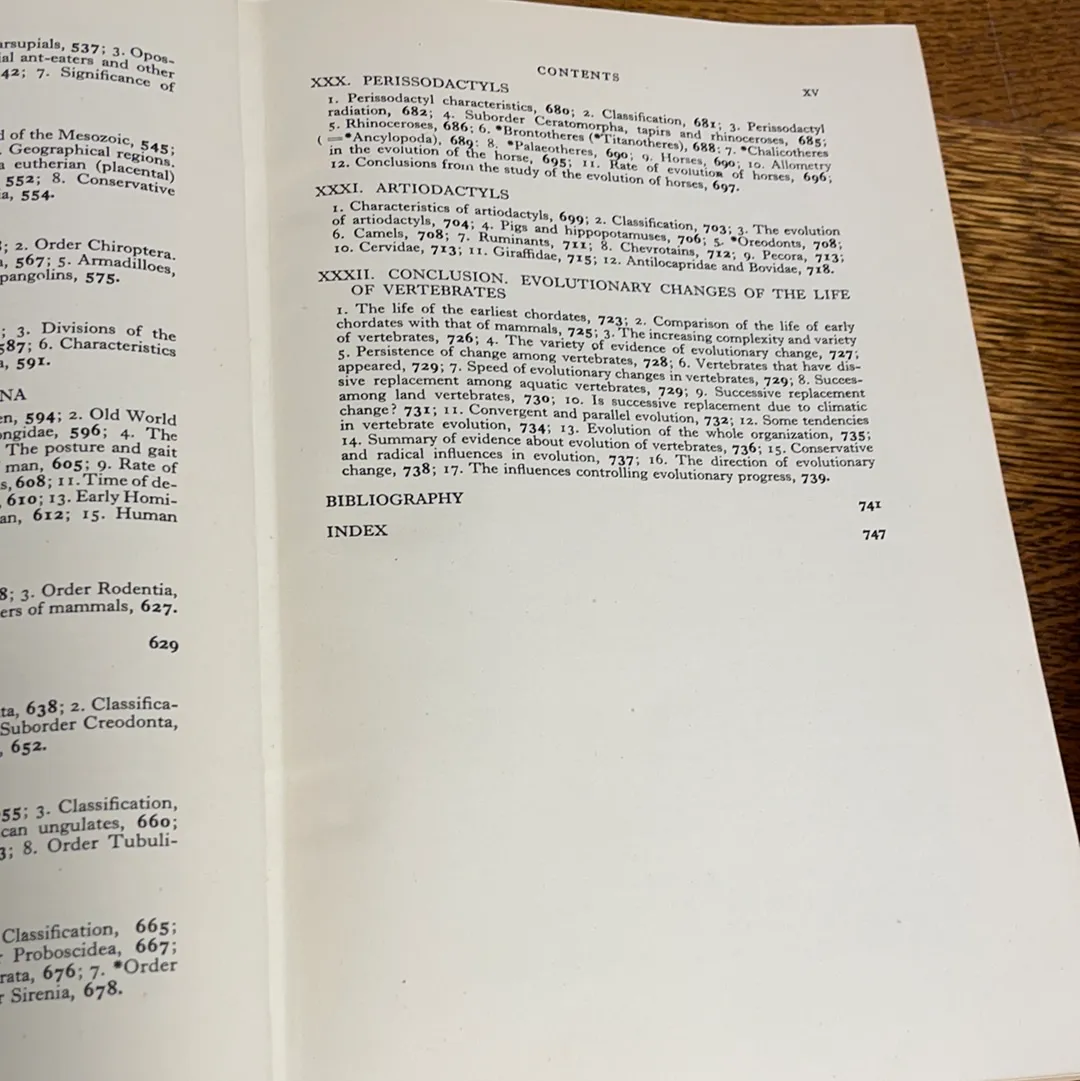 arsupials, 537; 3. Opos-
ial ant-eaters and other
42; 7. Significance of
d of the Mesozoic, 545;
. Geographical regions.
a eutherian (placental)
552; 8. Conservative
ia, 554.
; 2. Order Chiroptera.
, 567; 5. Armadilloes,
pangolins, 575.
; 3. Divisions of the
587; 6. Characteristics
a, 591.
NA
en, 594; 2. Old World
ongidae, 596; 4. The
The posture and gait
man, 605; 9. Rate of
s, 608; 11. Time of de-
, 610; 13. Early Homi-
an, 612; 15. Human
8; 3. Order Rodentia,
ers of mammals, 627.
629
ta, 638; 2. Classifica-
Suborder Creodonta,
, 652.
55; 3. Classification,
can ungulates, 660;
3; 8. Order Tubuli-
Classification, 665;
r Proboscidea, 667;
rata, 676; 7. *Order
r Sirenia, 678.
CONTENTS xv
XXX. PERISSODACTYLS
1. Perissodactyl characteristics, 680; 2. Classification, 681; 3. Perissodactyl
radiation, 682; 4. Suborder Ceratomorpha, tapirs and rhinoceroses, 685;
5. Rhinoceroses, 686; 6. *Brontotheres (*Titanotheres), 688; 7. *Chalicotheres
(=*Ancylopoda), 689: 8. *Palaeotheres, 690; 9. Horses, 690; 10. Allometry
in the evolution of the horse, 695; 11. Rate of evolution of horses, 696;
12. Conclusions from the study of the evolution of horses, 697.
XXXI. ARTIODACTYLS
1. Characteristics of artiodactyls, 699; 2. Classification, 703; 3. The evolution
of artiodactyls, 704; 4. Pigs and hippopotamuses, 706; 5. *Oreodonts, 708;
6. Camels, 708; 7. Ruminants, 711; 8. Chevrotains, 712; 9. Pecora, 713;
10. Cervidae, 713; 11. Giraffidae, 715; 12. Antilocapridae and Bovidae, 718.
XXXII. CONCLUSION. EVOLUTIONARY CHANGES OF THE LIFE
OF VERTEBRATES
1. The life of the earliest chordates, 723; 2. Comparison of the life of early
chordates with that of mammals, 725; 3. The increasing complexity and variety
of vertebrates, 726; 4. The variety of evidence of evolutionary change, 727;
5. Persistence of change among vertebrates, 728; 6. Vertebrates that have dis-
appeared, 729; 7. Speed of evolutionary changes in vertebrates, 729; 8. Succes-
sive replacement among aquatic vertebrates, 729; 9. Successive replacement
among land vertebrates, 730; 10. Is successive replacement due to climatic
change? 731; 11. Convergent and parallel evolution, 732; 12. Some tendencies
in vertebrate evolution, 734; 13. Evolution of the whole organization, 735;
14. Summary of evidence about evolution of vertebrates, 736; 15. Conservative
and radical influences in evolution, 737; 16. The direction of evolutionary
change, 738; 17. The influences controlling evolutionary progress, 739.
BIBLIOGRAPHY 741
INDEX 747